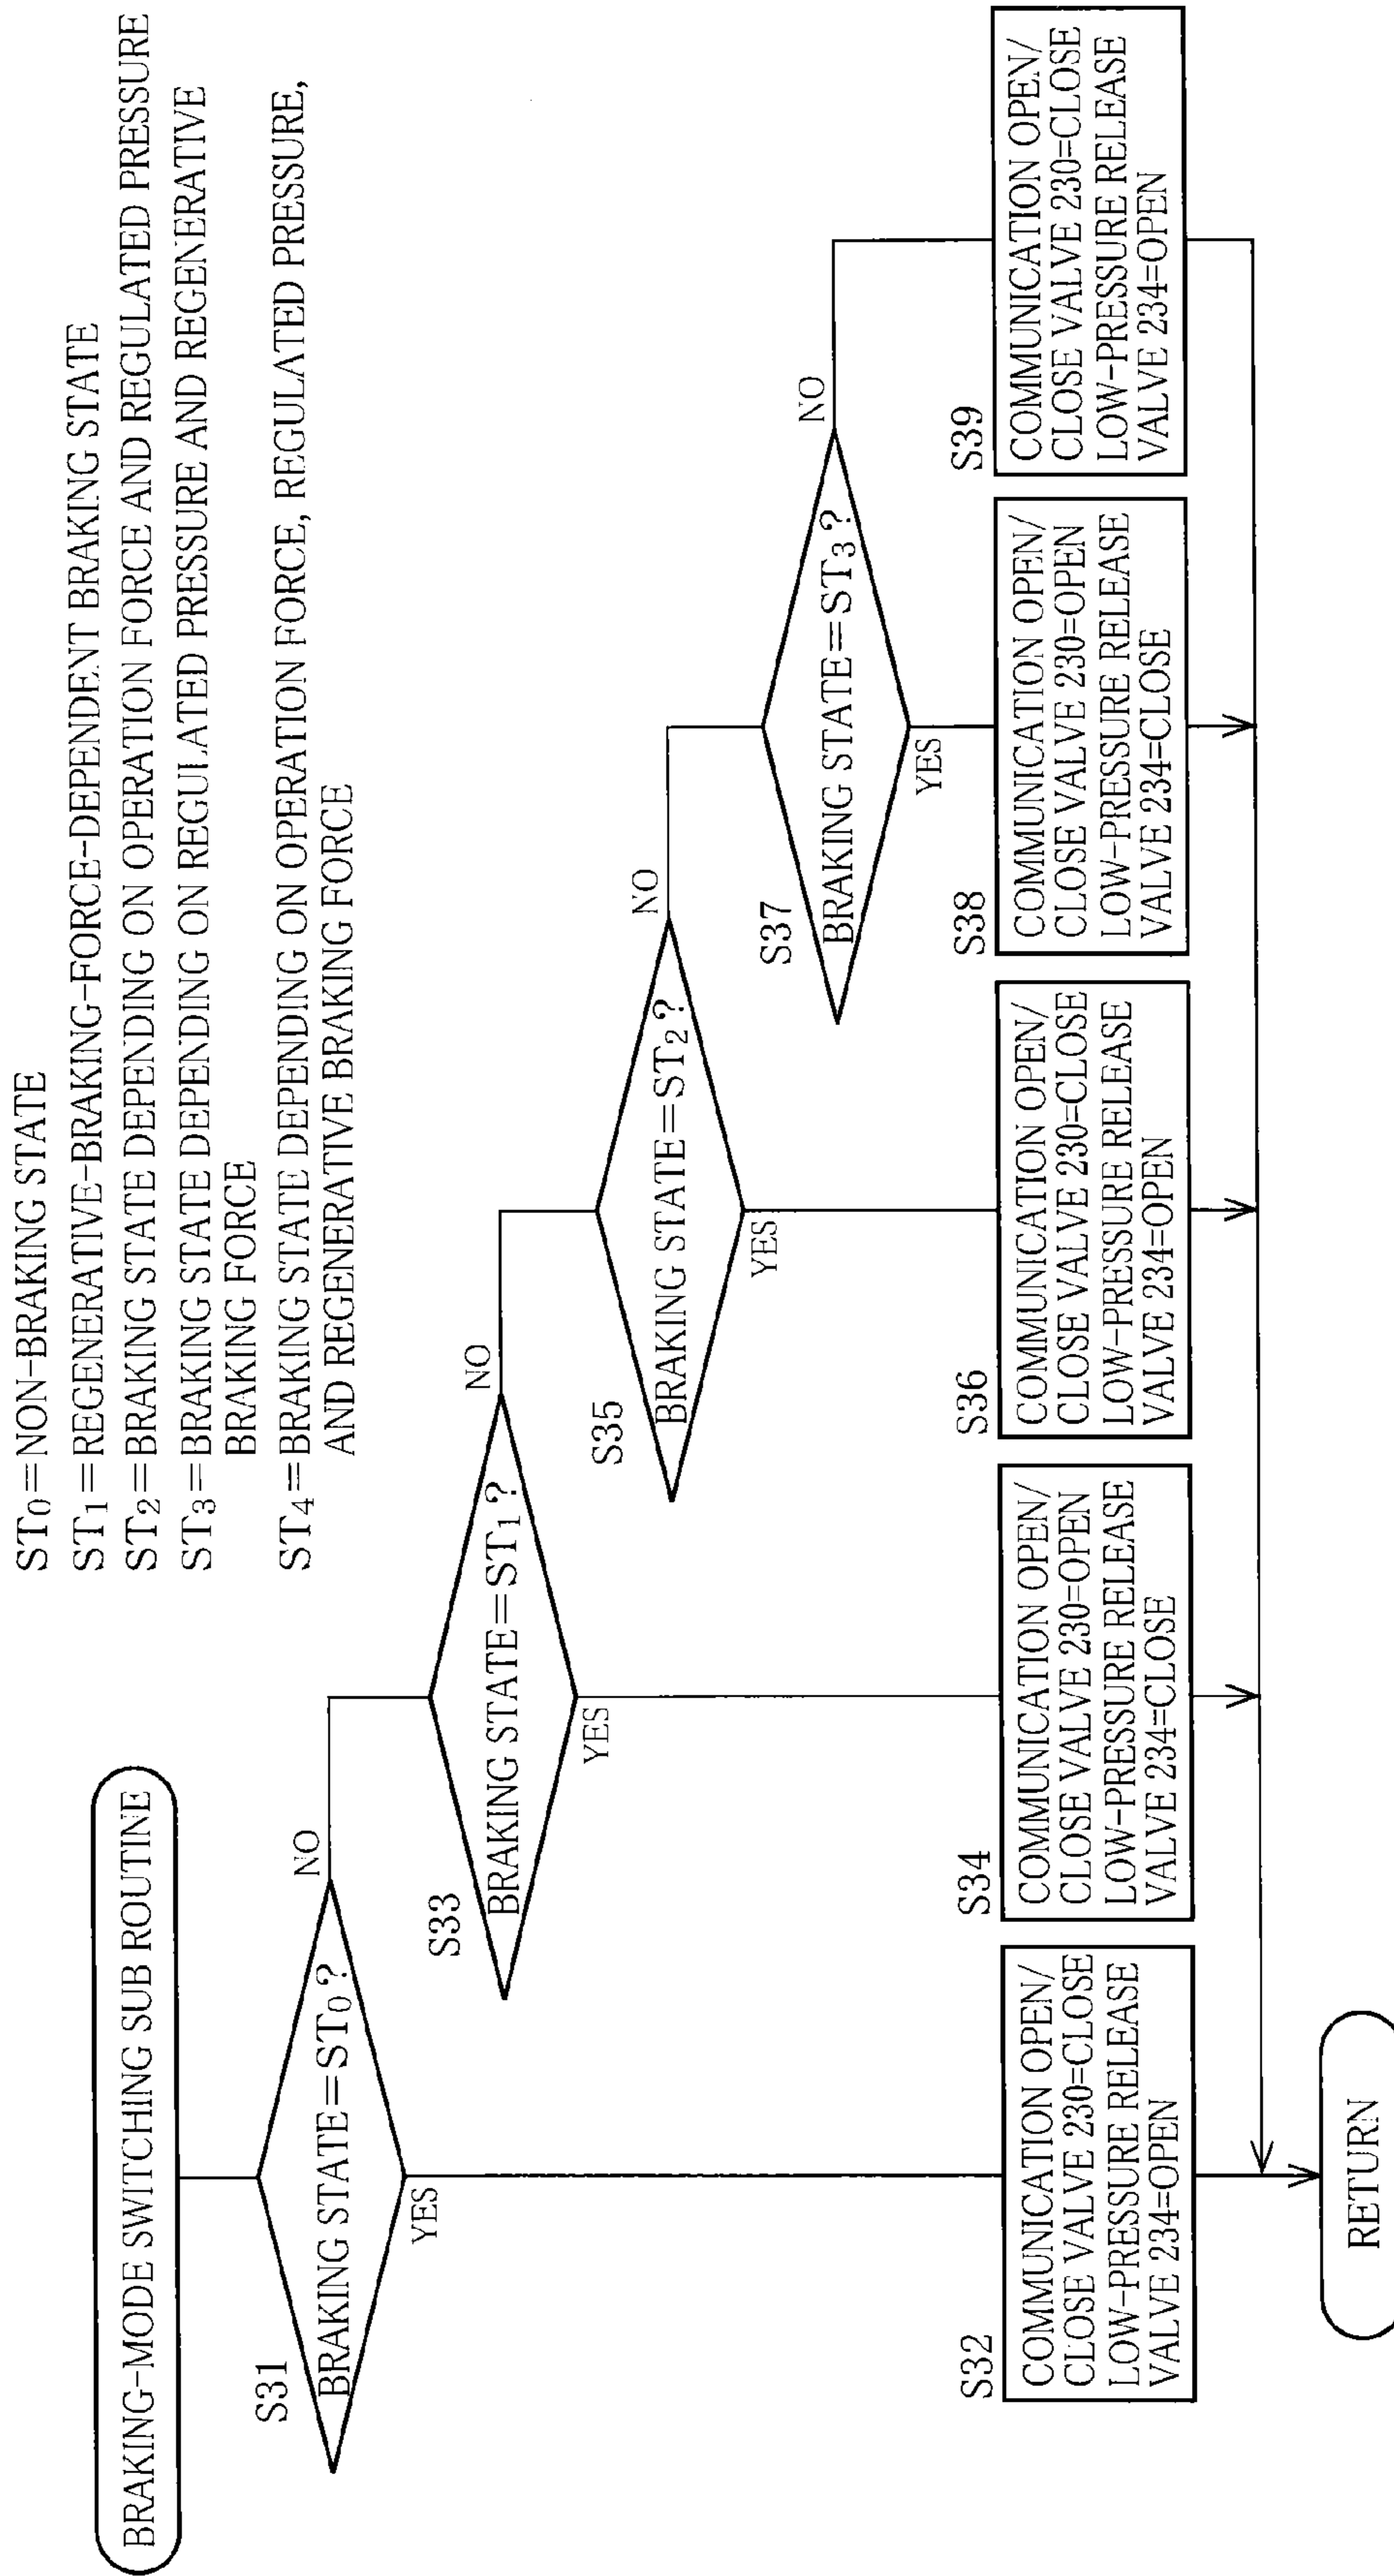 ST0=NON-BRAKING STATE
ST1=REGENERATIVE-BRAKING-FORCE-DEPENDENT BRAKING STATE
ST2=BRAKING STATE DEPENDING ON OPERATION FORCE AND REGULATED PRESSURE
ST3=BRAKING STATE DEPENDING ON REGULATED PRESSURE AND REGENERATIVE
BRAKING FORCE
ST4=BRAKING STATE DEPENDING ON OPERATION FORCE, REGULATED PRESSURE,
AND REGENERATIVE BRAKING FORCE
BRAKING-MODE SWITCHING SUB ROUTINE
S31
BRAKING STATE=ST0?
NO
YES
S33
BRAKING STATE=ST1?
NO
YES
S35
BRAKING STATE=ST2?
NO
YES
S37
BRAKING STATE=ST3?
NO
YES
S32
COMMUNICATION OPEN/
CLOSE VALVE 230=CLOSE
LOW-PRESSURE RELEASE
VALVE 234=OPEN
S34
COMMUNICATION OPEN/
CLOSE VALVE 230=OPEN
LOW-PRESSURE RELEASE
VALVE 234=CLOSE
S36
COMMUNICATION OPEN/
CLOSE VALVE 230=CLOSE
LOW-PRESSURE RELEASE
VALVE 234=OPEN
S38
COMMUNICATION OPEN/
CLOSE VALVE 230=OPEN
LOW-PRESSURE RELEASE
VALVE 234=CLOSE
S39
COMMUNICATION OPEN/
CLOSE VALVE 230=CLOSE
LOW-PRESSURE RELEASE
VALVE 234=OPEN
RETURN